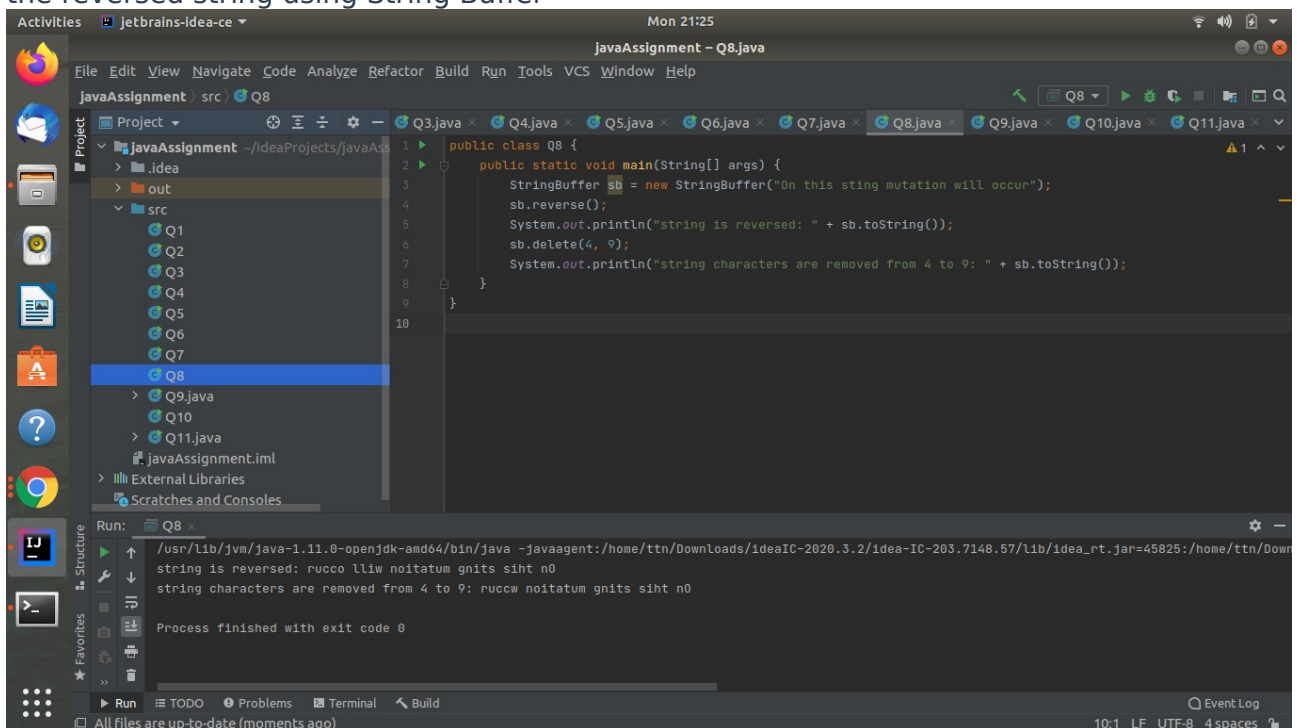 the reversed string using String Buffer
Activities jetbrains-idea-ce Mon 21:25
javaAssignment – Q8.java
File Edit View Navigate Code Analyze Refactor Build Run Tools VCS Window Help
javaAssignment src Q8 Q8
Project Q3.java Q4.java Q5.java Q6.java Q7.java Q8.java Q9.java Q10.java Q11.java
Project
javaAssignment ~/IdeaProjects/javaAss
.idea
out
src
Q1
Q2
Q3
Q4
Q5
Q6
Q7
Q8
Q9.java
Q10
Q11.java
javaAssignment.iml
External Libraries
Scratches and Consoles
1 public class Q8 { 1
2 public static void main(String[] args) {
3 StringBuffer sb = new StringBuffer("On this sting mutation will occur");
4 sb.reverse();
5 System.out.println("string is reversed: " + sb.toString());
6 sb.delete(4, 9);
7 System.out.println("string characters are removed from 4 to 9: " + sb.toString());
8 }
9 }
10
Run: Q8
/usr/lib/jvm/java-1.11.0-openjdk-amd64/bin/java -javaagent:/home/ttn/Downloads/ideaIC-2020.3.2/idea-IC-203.7148.57/lib/idea_rt.jar=45825:/home/ttn/Down
string is reversed: rucco lliw noitatum gnits siht nO
string characters are removed from 4 to 9: ruccw noitatum gnits siht nO
Process finished with exit code 0
Structure
Favorites
Run TODO Problems Terminal Build Event Log
All files are up-to-date (moments ago) 10:1 LF UTF-8 4 spaces